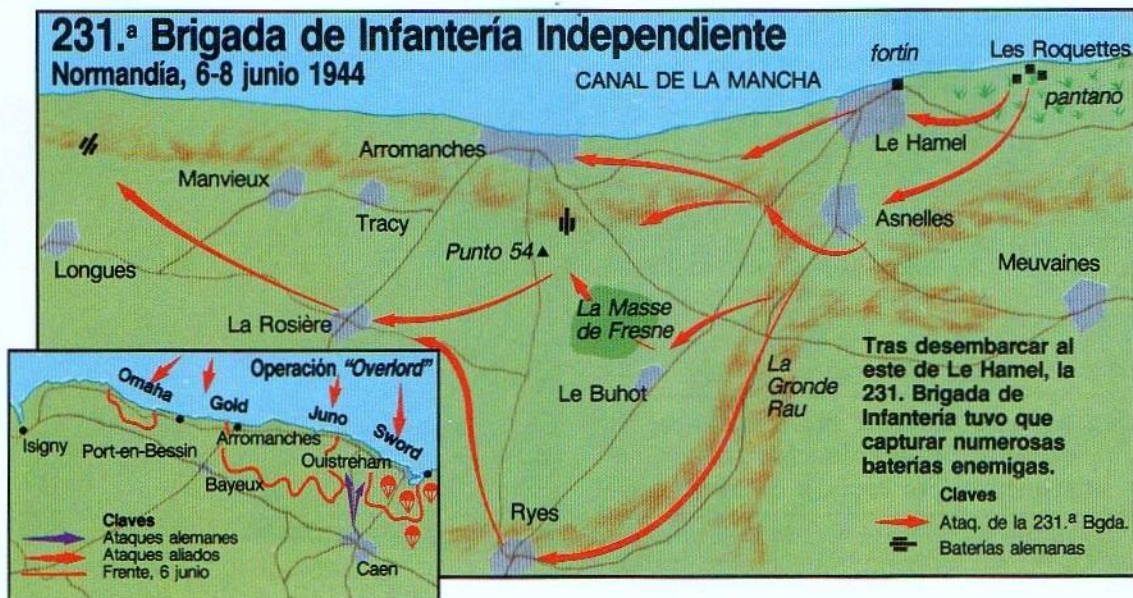 231.ª Brigada de Infantería Independiente
Normandía, 6-8 junio 1944
CANAL DE LA MANCHA
fortín
Les Roquettes
pantano
Le Hamel
Arromanches
Manvieux
Tracy
Asnelles
Punto 54
Longues
Meuvaines
La Rosière
La Masse
de Fresne
Le Buhot
La
Gronde
Rau
Ryes
Tras desembarcar al
este de Le Hamel, la
231. Brigada de
Infantería tuvo que
capturar numerosas
baterías enemigas.
Claves
Ataq. de la 231.ª Bgda.
Baterías alemanas
Operación "Overlord"
Omaha
Gold
Juno
Sword
Isigny
Port-en-Bessin
Arromanches
Ouistreham
Bayeux
Caen
Claves
Ataques alemanes
Ataques aliados
Frente, 6 junio